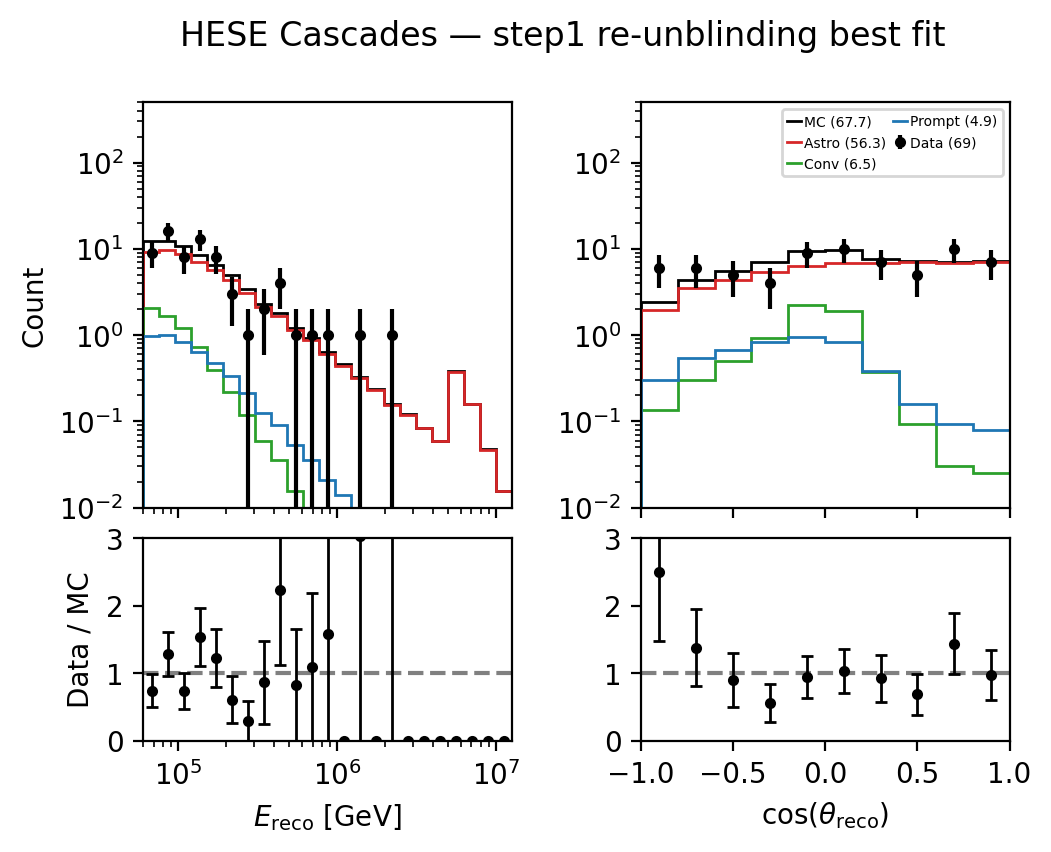 HESE Cascades — step1 re-unblinding best fit
Count
10² 10¹ 10⁰ 10⁻¹ 10⁻²
MC (67.7) Prompt (4.9)
Astro (56.3) Data (69)
Conv (6.5)
10² 10¹ 10⁰ 10⁻¹ 10⁻²
Data / MC
3 2 1 0
10⁵ 10⁶ 10⁷
E_reco [GeV]
3 2 1 0
−1.0 −0.5 0.0 0.5 1.0
cos(θ_reco)